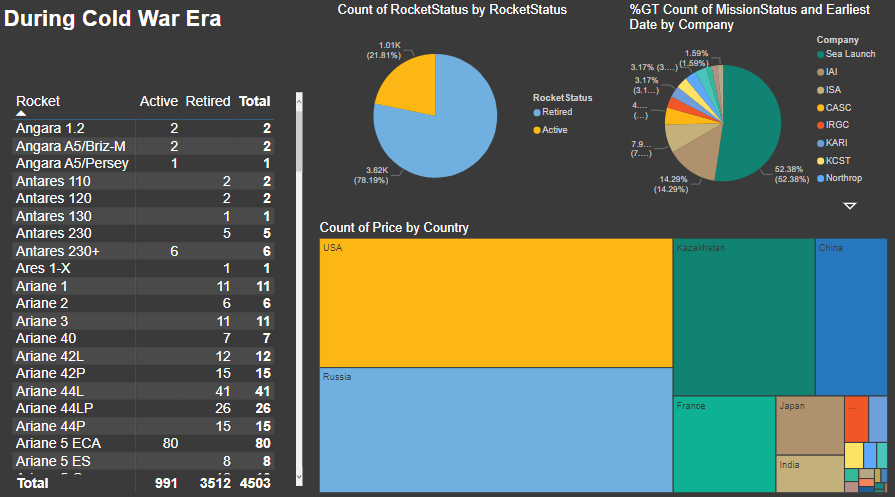 During Cold War Era
Rocket Active Retired Total
Angara 1.2 2 2
Angara A5/Briz-M 2 2
Angara A5/Persey 1 1
Antares 110 2 2
Antares 120 2 2
Antares 130 1 1
Antares 230 5 5
Antares 230+ 6 6
Ares 1-X 1 1
Ariane 1 11 11
Ariane 2 6 6
Ariane 3 11 11
Ariane 40 7 7
Ariane 42L 12 12
Ariane 42P 15 15
Ariane 44L 41 41
Ariane 44LP 26 26
Ariane 44P 15 15
Ariane 5 ECA 80 80
Ariane 5 ES 8 8
Total 991 3512 4503
Count of RocketStatus by RocketStatus
1.01K
(21.81%)
3.62K
(78.19%)
RocketStatus
Retired
Active
%GT Count of MissionStatus and Earliest
Date by Company
1.59%
(1.59%)
3.17% (3....)
3.17%
(3.1...
4....
(...)
7.9...
(7....)
14.29%
(14.29%)
52.38%
(52.38%)
Company
Sea Launch
IAI
ISA
CASC
IRGC
KARI
KCST
Northrop
Count of Price by Country
USA
Kazakhstan
China
Russia
France
Japan
...
India